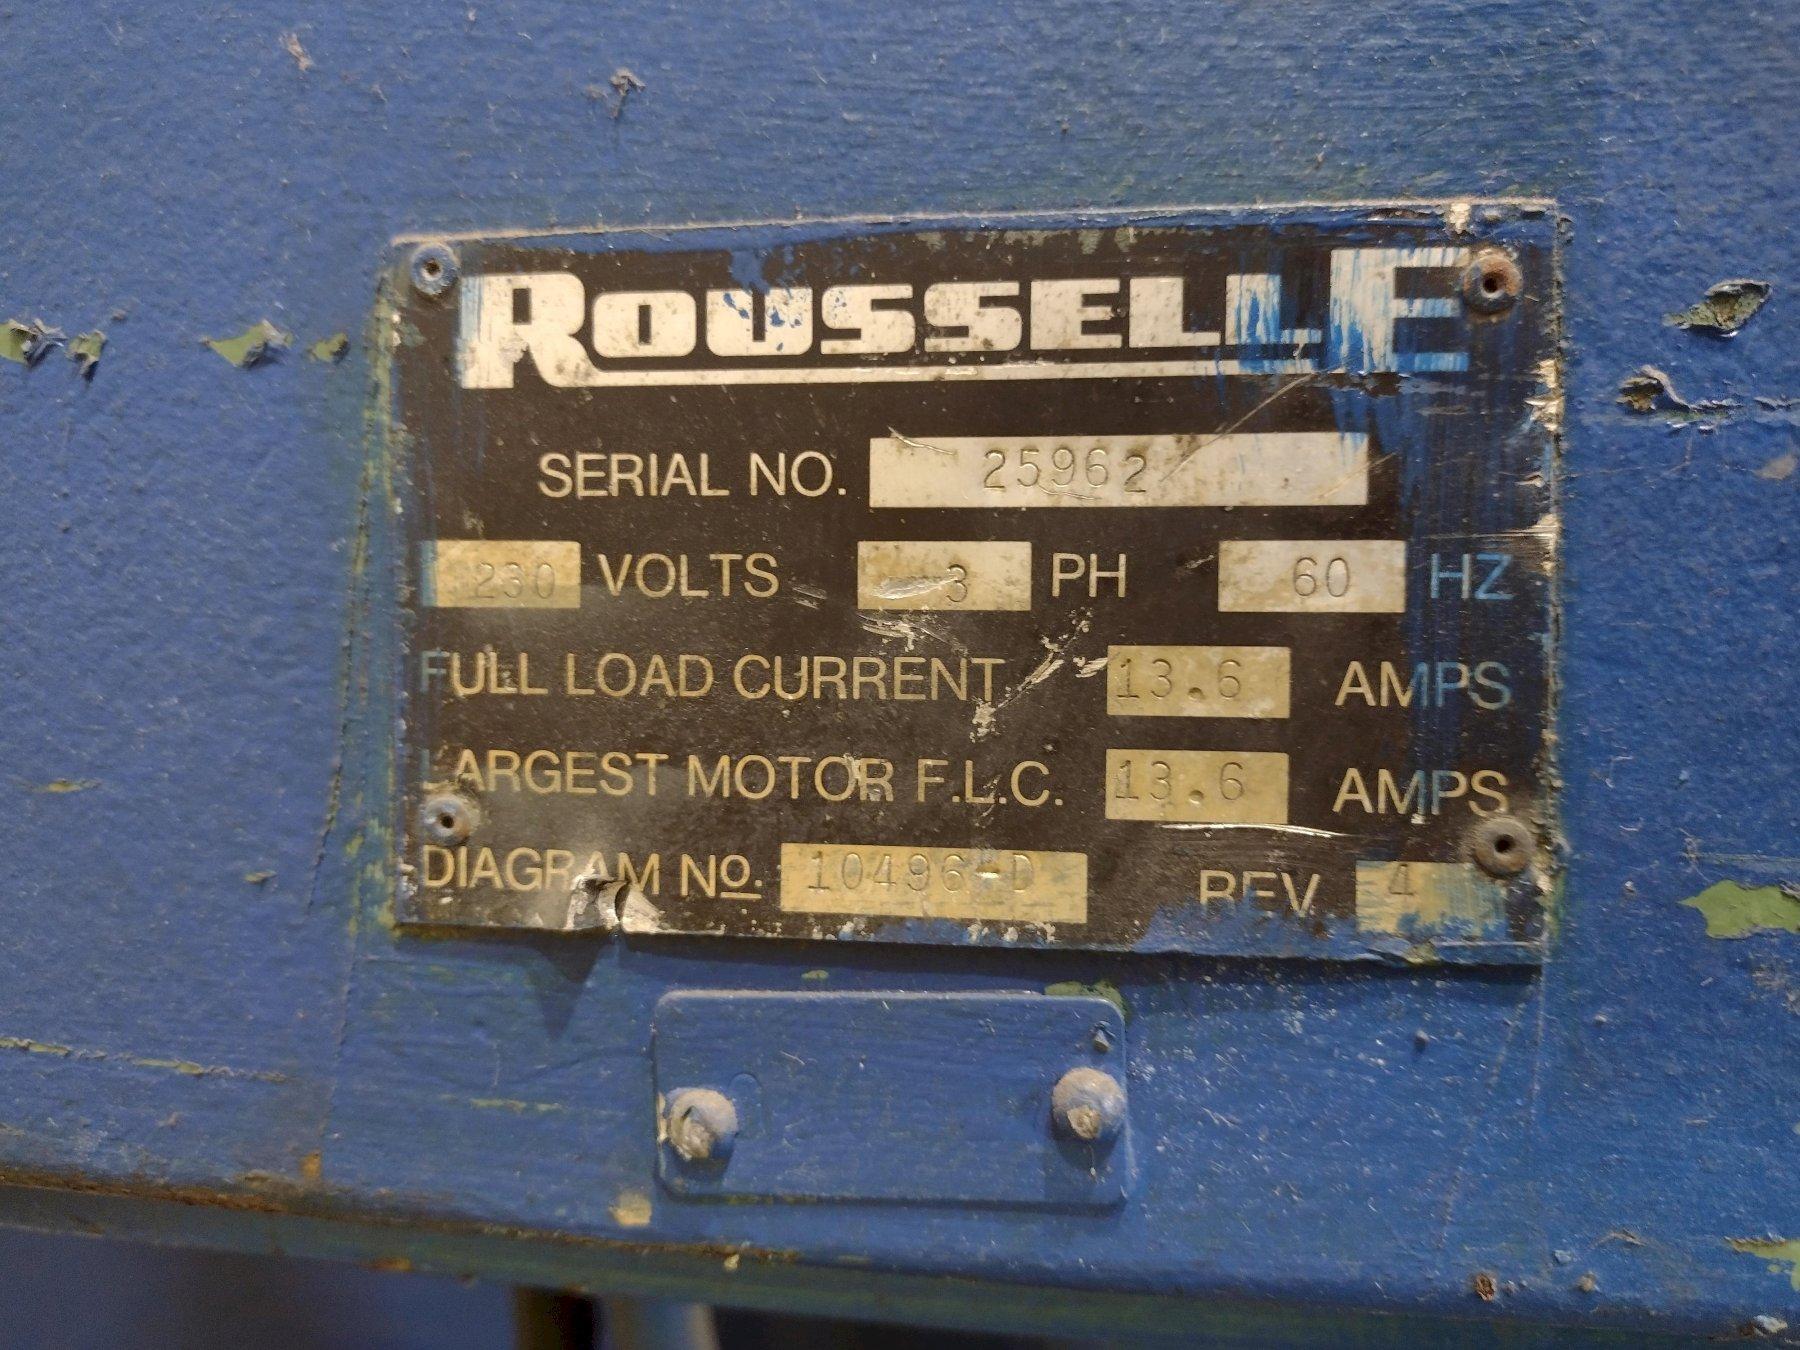 ROUSSELLE
SERIAL NO. 25962
230 VOLTS 3 PH 60 HZ
FULL LOAD CURRENT 13.6 AMPS
LARGEST MOTOR F.L.C. 13.6 AMPS
DIAGRAM No. 10496-D REV 4